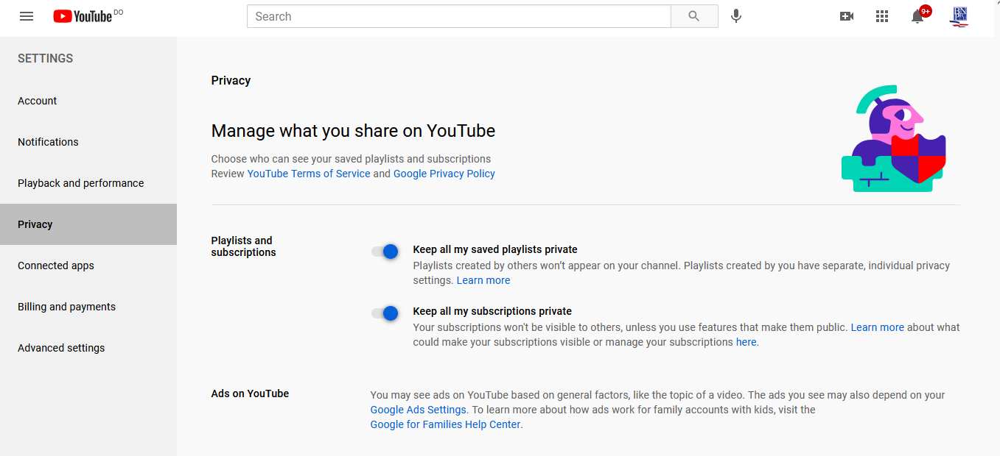 YouTube DO
Search
9+
BN
SETTINGS
Account
Notifications
Playback and performance
Privacy
Connected apps
Billing and payments
Advanced settings
Privacy
Manage what you share on YouTube
Choose who can see your saved playlists and subscriptions
Review YouTube Terms of Service and Google Privacy Policy
Playlists and
subscriptions
Keep all my saved playlists private
Playlists created by others won’t appear on your channel. Playlists created by you have separate, individual privacy
settings. Learn more
Keep all my subscriptions private
Your subscriptions won't be visible to others, unless you use features that make them public. Learn more about what
could make your subscriptions visible or manage your subscriptions here.
Ads on YouTube
You may see ads on YouTube based on general factors, like the topic of a video. The ads you see may also depend on your
Google Ads Settings. To learn more about how ads work for family accounts with kids, visit the
Google for Families Help Center.